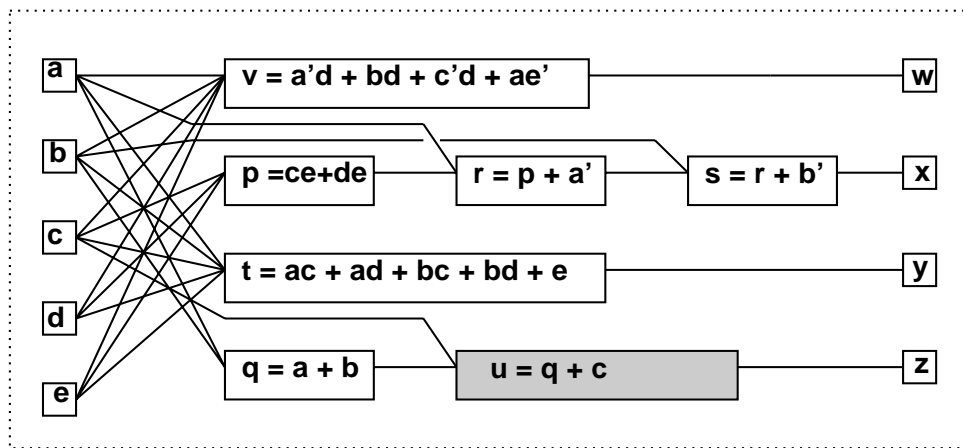 a
v = a’d + bd + c’d + ae’
w
b
p =ce+de
r = p + a’
s = r + b’
x
c
t = ac + ad + bc + bd + e
y
d
q = a + b
u = q + c
z
e